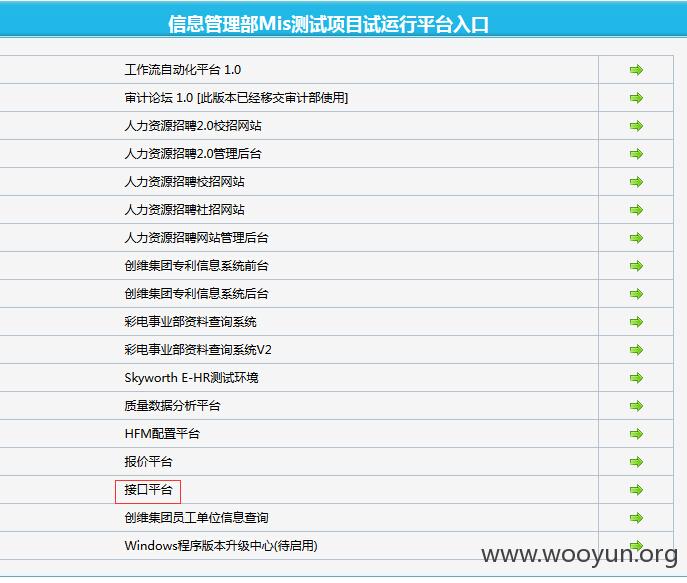 信息管理部Mis测试项目试运行平台入口
工作流自动化平台 1.0
审计论坛 1.0 [此版本已经移交审计部使用]
人力资源招聘2.0校招网站
人力资源招聘2.0管理后台
人力资源招聘校招网站
人力资源招聘社招网站
人力资源招聘网站管理后台
创维集团专利信息系统前台
创维集团专利信息系统后台
彩电事业部资料查询系统
彩电事业部资料查询系统V2
Skyworth E-HR测试环境
质量数据分析平台
HFM配置平台
报价平台
接口平台
创维集团员工单位信息查询
Windows程序版本升级中心(待启用)
www.wooyun.org